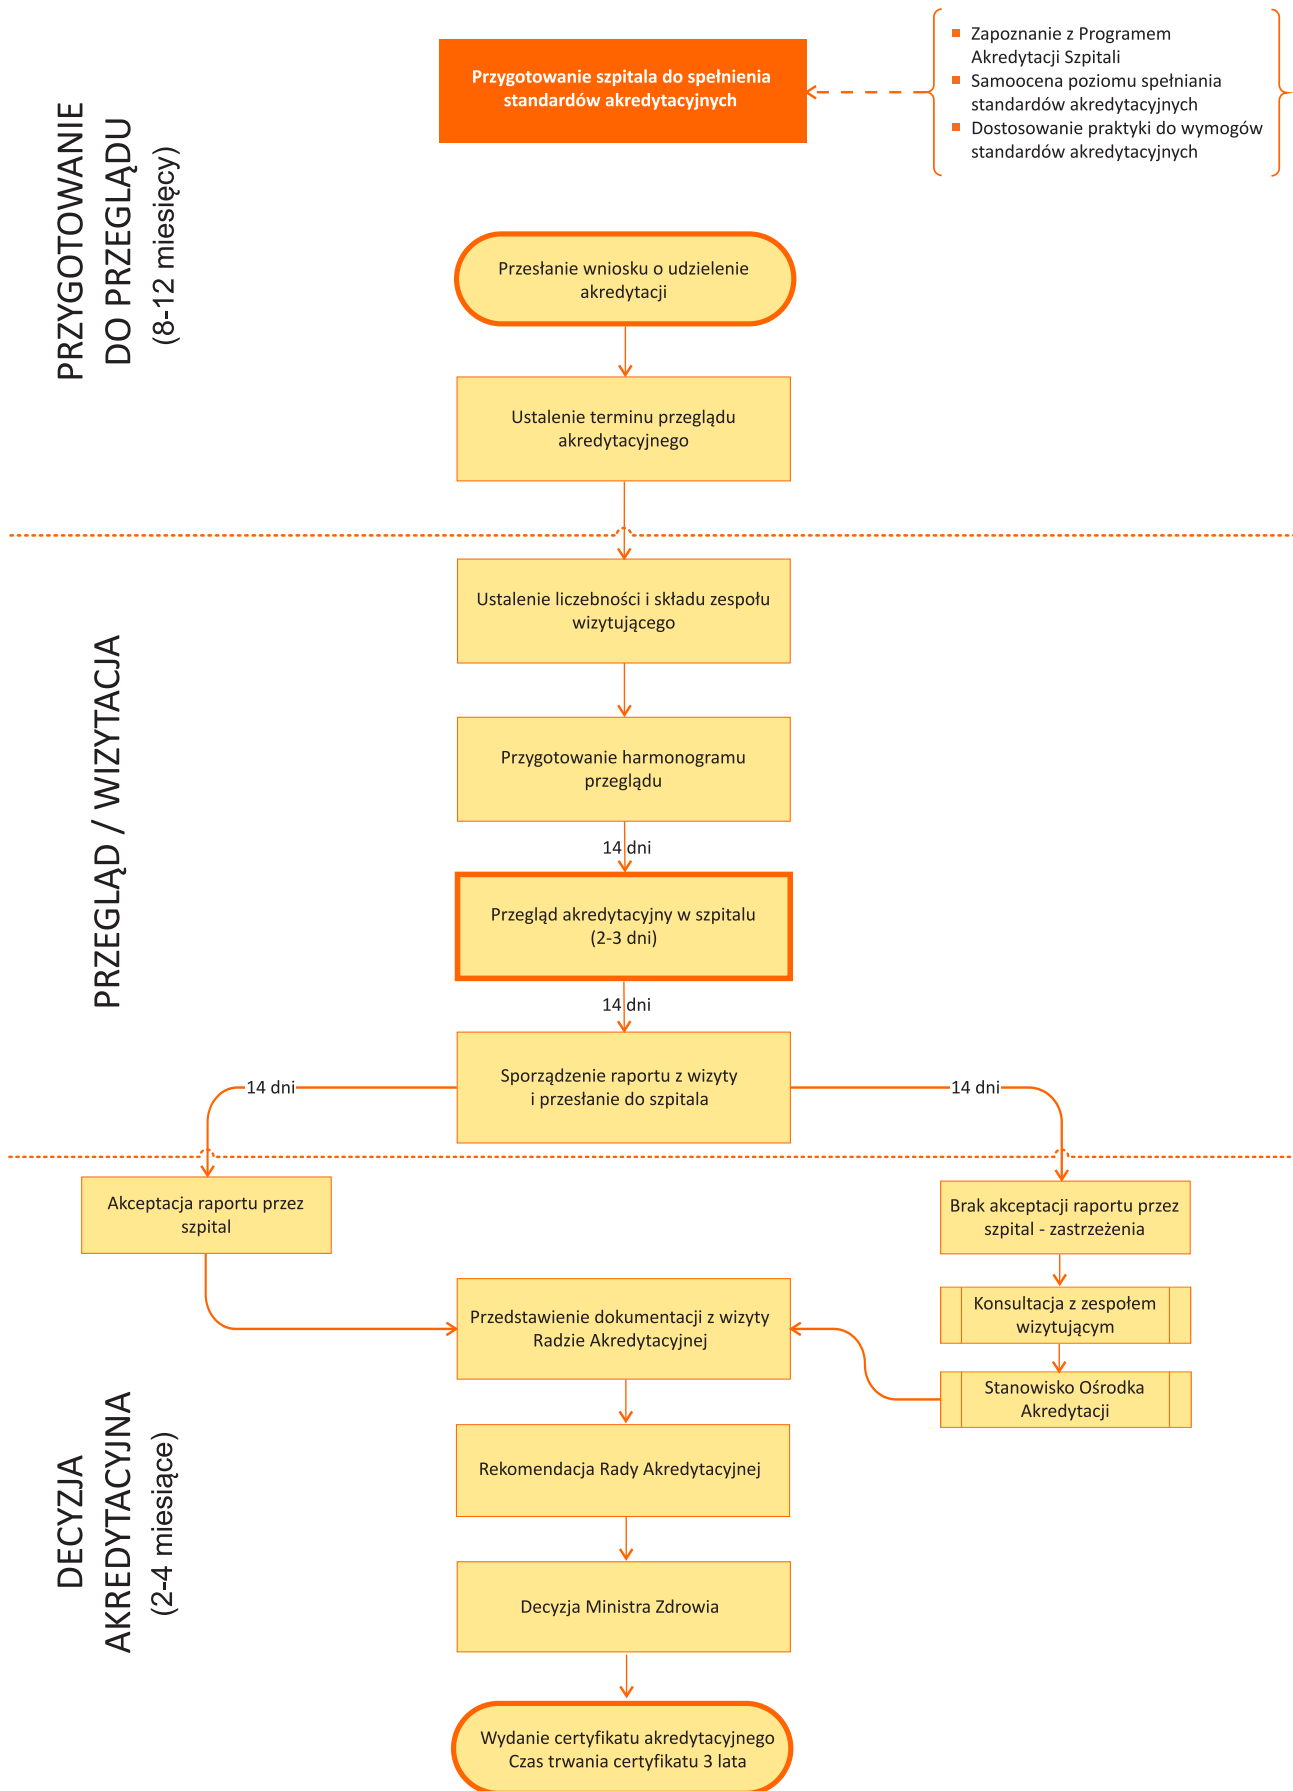 Przygotowanie szpitala do spełnienia
standardów akredytacyjnych
Zapoznanie z Programem
Akredytacji Szpitali
Samoocena poziomu spełniania
standardów akredytacyjnych
Dostosowanie praktyki do wymogów
standardów akredytacyjnych
PRZYGOTOWANIE
DO PRZEGLĄDU
(8-12 miesięcy)
Przesłanie wniosku o udzielenie
akredytacji
Ustalenie terminu przeglądu
akredytacyjnego
PRZEGLĄD / WIZYTACJA
Ustalenie liczebności i składu zespołu
wizytującego
Przygotowanie harmonogramu
przeglądu
14 dni
Przegląd akredytacyjny w szpitalu
(2-3 dni)
14 dni
Sporządzenie raportu z wizyty
i przesłanie do szpitala
14 dni
14 dni
DECYZJA
AKREDYTACYJNA
(2-4 miesiące)
Akceptacja raportu przez
szpital
Brak akceptacji raportu przez
szpital - zastrzeżenia
Konsultacja z zespołem
wizytującym
Stanowisko Ośrodka
Akredytacji
Przedstawienie dokumentacji z wizyty
Radzie Akredytacyjnej
Rekomendacja Rady Akredytacyjnej
Decyzja Ministra Zdrowia
Wydanie certyfikatu akredytacyjnego
Czas trwania certyfikatu 3 lata